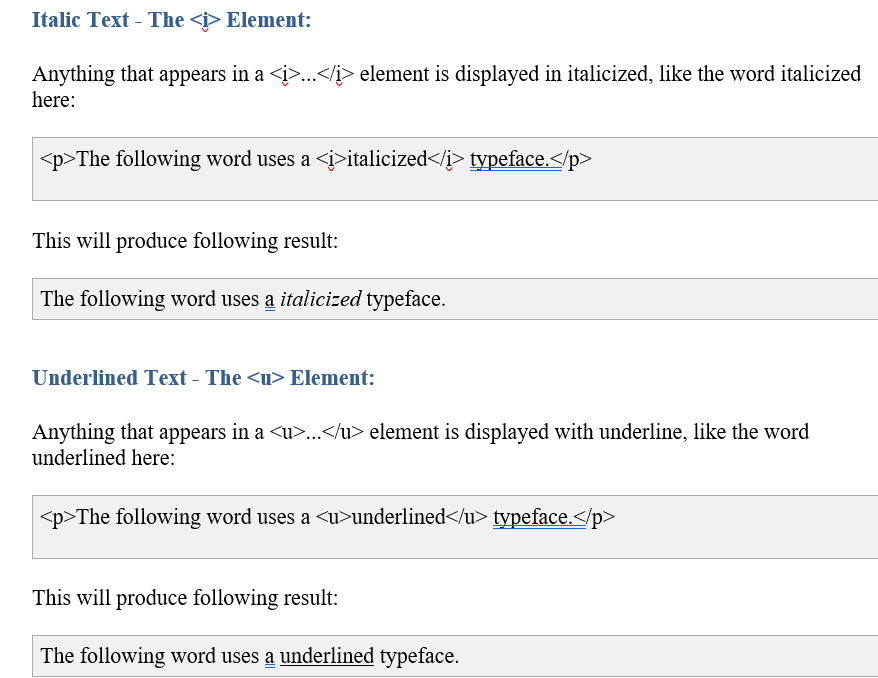 Italic Text - The <i> Element:
Anything that appears in a <i>...</i> element is displayed in italicized, like the word italicized
here:
<p>The following word uses a <i>italicized</i> typeface.</p>
This will produce following result:
The following word uses a italicized typeface.
Underlined Text - The <u> Element:
Anything that appears in a <u>...</u> element is displayed with underline, like the word
underlined here:
<p>The following word uses a <u>underlined</u> typeface.</p>
This will produce following result:
The following word uses a underlined typeface.